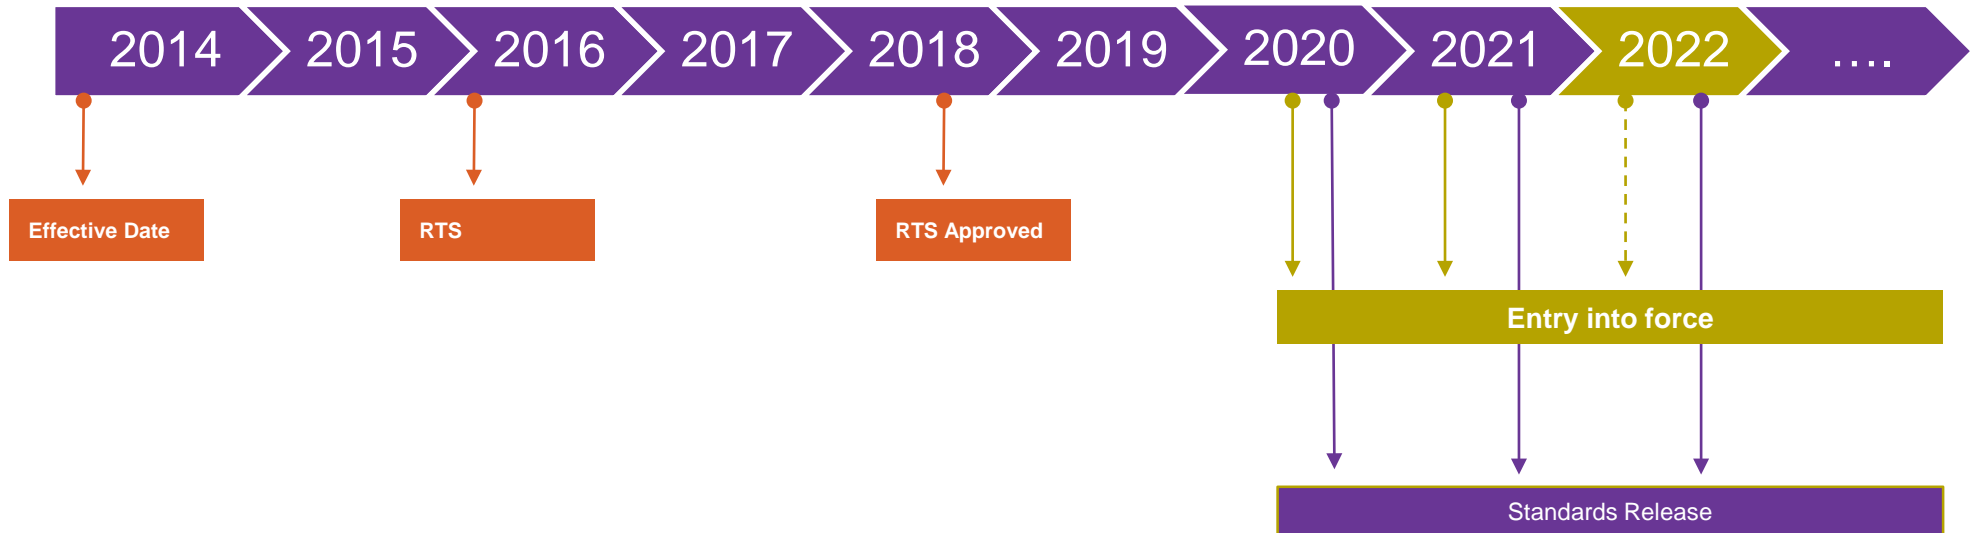 2014
2015
2016
2017
2018
2019
2020
2021
2022
....
Effective Date
RTS
RTS Approved
Entry into force
Standards Release